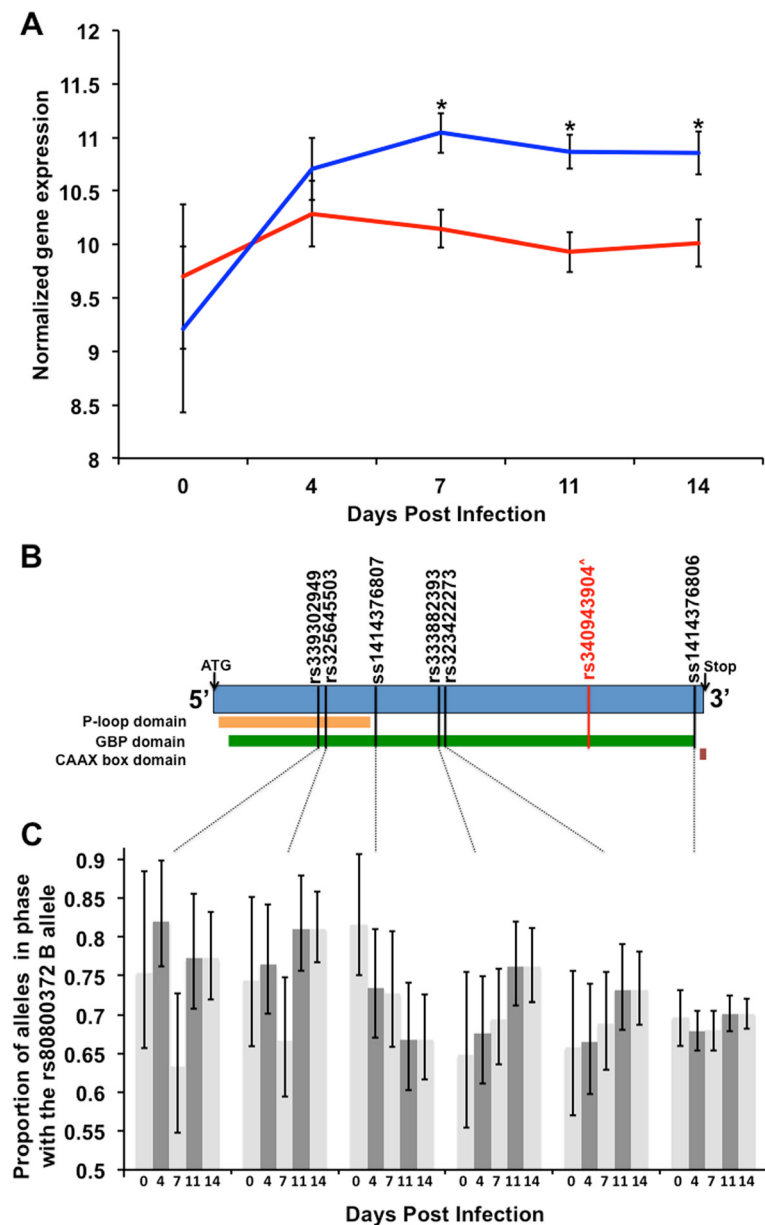 A
12
11.5
11
10.5
10
9.5
9
8.5
8
Normalized gene expression
*
*
*
0 4 7 11 14
Days Post Infection
B
rs339302949
rs325645503
ss1414376807
rs333882393
rs323422273
rs340943904^
ss1414376806
ATG
Stop
5’
3’
P-loop domain
GBP domain
CAAX box domain
C
Proportion of alleles in phase
with the rs80800372 B allele
0.9
0.85
0.8
0.75
0.7
0.65
0.6
0.55
0.5
0 4 7 11 14 0 4 7 11 14 0 4 7 11 14 0 4 7 11 14 0 4 7 11 14 0 4 7 11 14
Days Post Infection